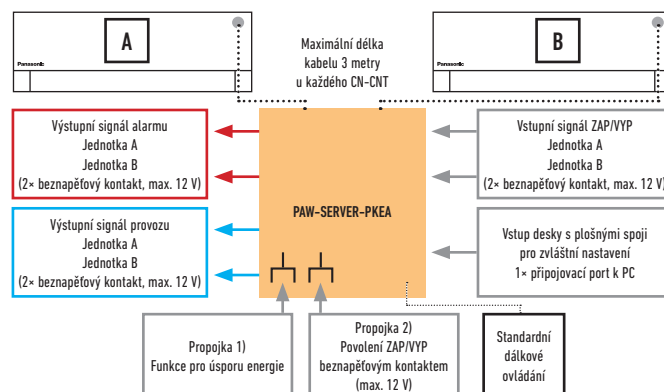 A
B
Panasonic
Panasonic
Maximální délka
kabelu 3 metry
u každého CN-CNT
Výstupní signál alarmu
Jednotka A
Jednotka B
(2× beznapěťový kontakt, max. 12 V)
Vstupní signál ZAP/VYP
Jednotka A
Jednotka B
(2× beznapěťový kontakt, max. 12 V)
PAW-SERVER-PKEA
Výstupní signál provozu
Jednotka A
Jednotka B
(2× beznapěťový kontakt, max. 12 V)
Vstup desky s plošnými spoji
pro zvláštní nastavení
1× připojovací port k PC
Propojka 1)
Funkce pro úsporu energie
Propojka 2)
Povolení ZAP/VYP
beznapěťovým kontaktem
(max. 12 V)
Standardní
dálkové
ovládání